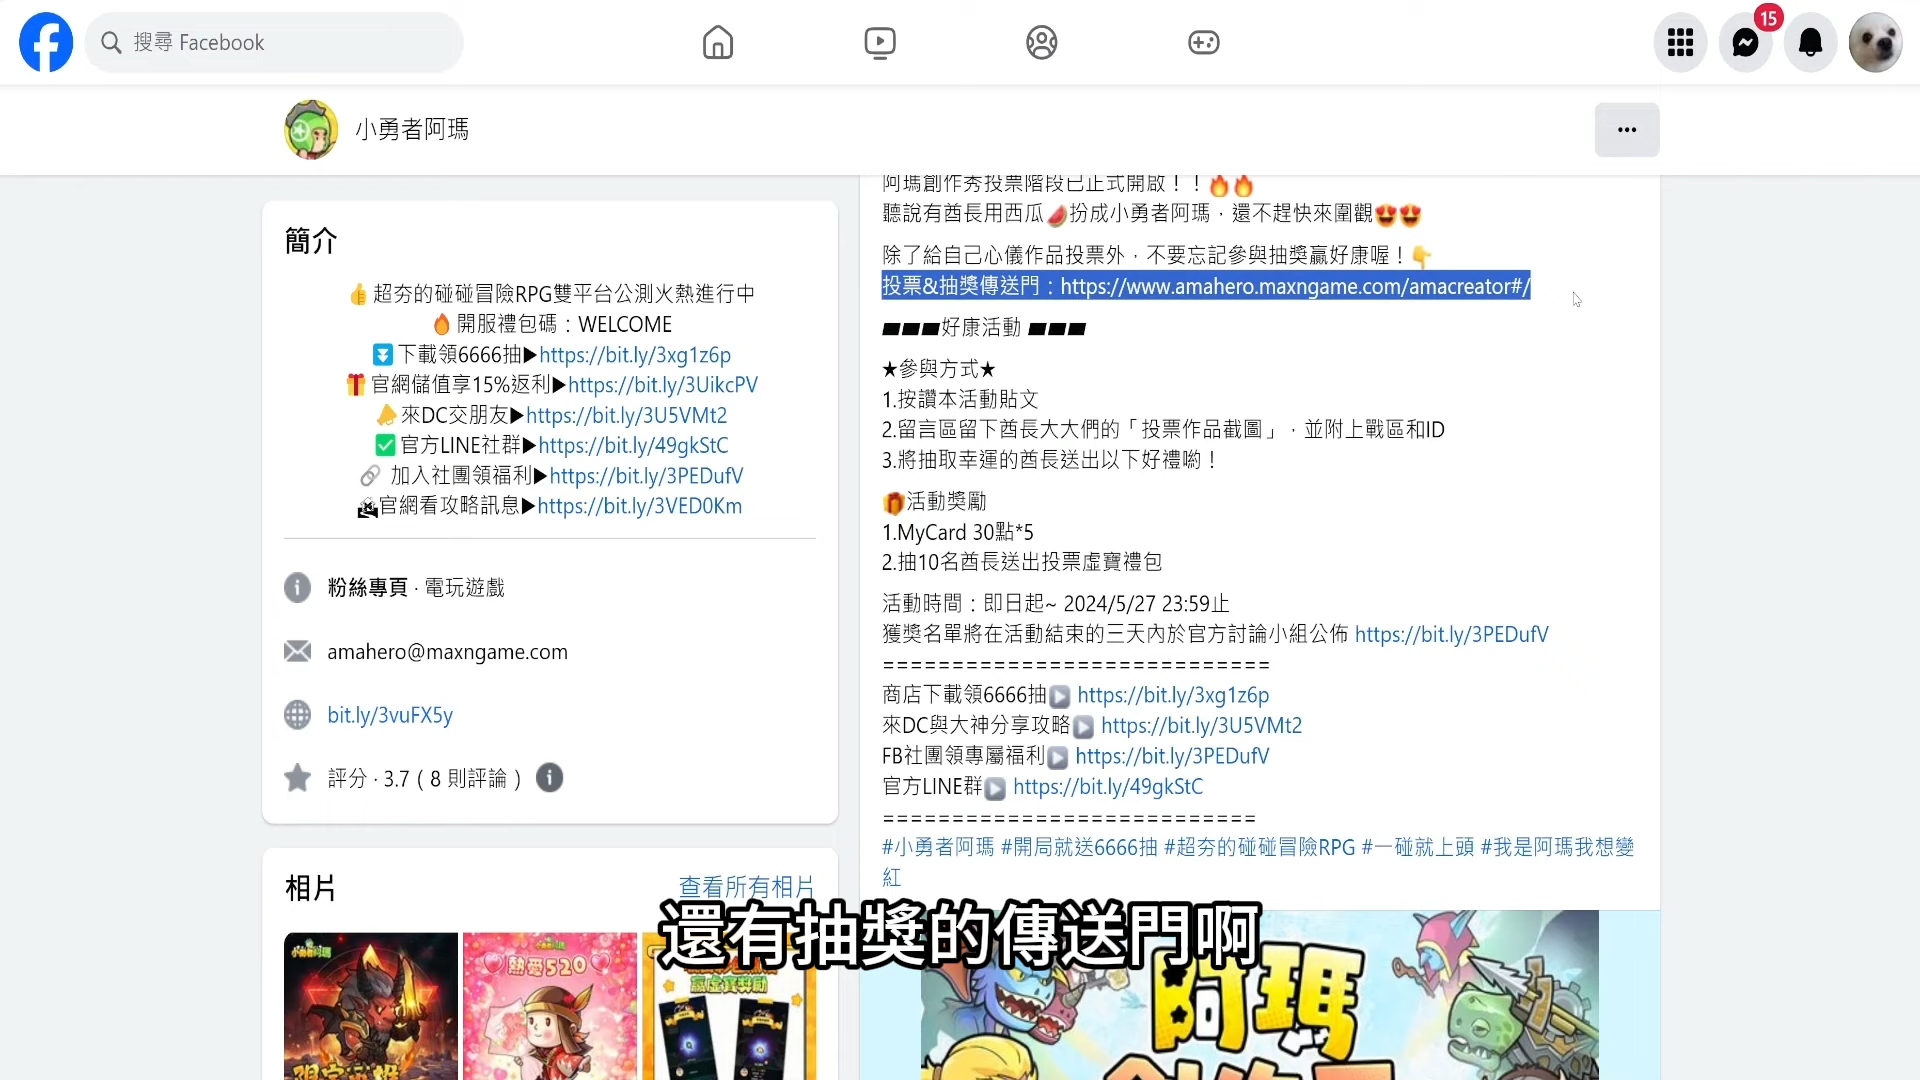 搜尋 Facebook
15
小勇者阿瑪
簡介
👍超夯的碰碰冒險RPG雙平台公測火熱進行中
🔥開服禮包碼：WELCOME
⏬下載領6666抽▶https://bit.ly/3xg1z6p
🎁官網儲值享15%返利▶https://bit.ly/3UikcPV
📣來DC交朋友▶https://bit.ly/3U5VMt2
✅官方LINE社群▶https://bit.ly/49gkStC
🔗 加入社團領福利▶https://bit.ly/3PEDufV
官網看攻略訊息▶https://bit.ly/3VED0Km
粉絲專頁 · 電玩遊戲
amahero@maxngame.com
bit.ly/3vuFX5y
評分 · 3.7（8 則評論）
相片
查看所有相片
小勇者阿瑪
熱愛520
阿瑪創作秀投票階段已正式開啟！！🔥🔥
聽說有酋長用西瓜🍉扮成小勇者阿瑪，還不趕快來圍觀😍😍
除了給自己心儀作品投票外，不要忘記參與抽獎贏好康喔！👇
投票&抽獎傳送門：https://www.amahero.maxngame.com/amacreator#/
▰▰▰好康活動 ▰▰▰
★參與方式★
1.按讚本活動貼文
2.留言區留下酋長大大們的「投票作品截圖」，並附上戰區和ID
3.將抽取幸運的酋長送出以下好禮喲！
🎁活動獎勵
1.MyCard 30點*5
2.抽10名酋長送出投票虛寶禮包
活動時間：即日起~ 2024/5/27 23:59止
獲獎名單將在活動結束的三天內於官方討論小組公佈 https://bit.ly/3PEDufV
============================
商店下載領6666抽▶ https://bit.ly/3xg1z6p
來DC與大神分享攻略▶ https://bit.ly/3U5VMt2
FB社團領專屬福利▶ https://bit.ly/3PEDufV
官方LINE群▶ https://bit.ly/49gkStC
===========================
#小勇者阿瑪 #開局就送6666抽 #超夯的碰碰冒險RPG #一碰就上頭 #我是阿瑪我想變
紅
還有抽獎的傳送門啊
阿瑪